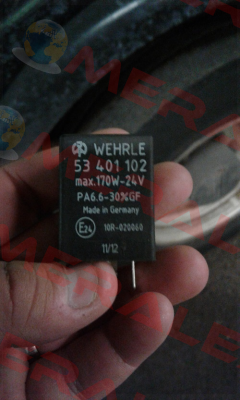 WEHRLE
53 401 102
max.170W-24V
PA6.6-30%GF
Made in Germany
E24 10R-020060
11/12